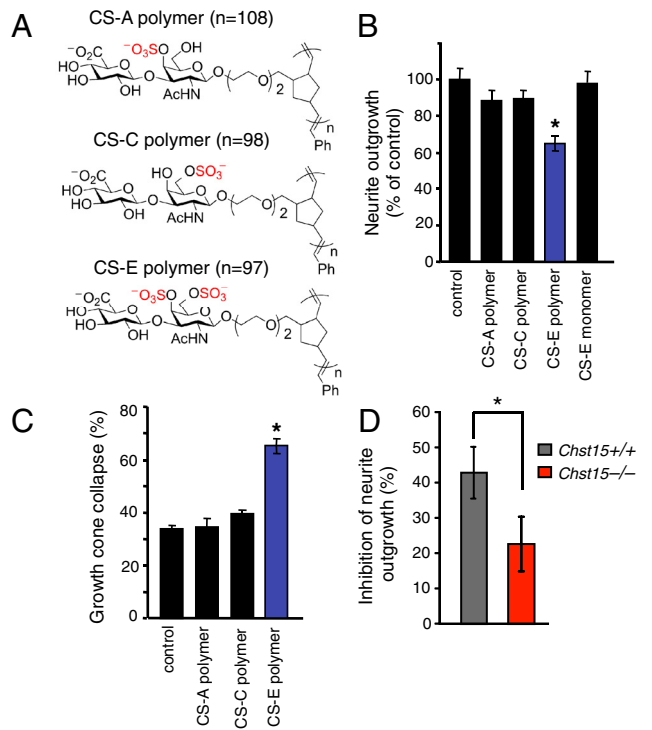 A
CS-A polymer (n=108)
⁻O₂C
⁻O₃SO OH
HO O O O O
HO OH AcHN 2
n
Ph
CS-C polymer (n=98)
⁻O₂C
HO OSO₃⁻
HO O O O O
HO OH AcHN 2
n
Ph
CS-E polymer (n=97)
⁻O₂C
⁻O₃SO OSO₃⁻
HO O O O O
HO OH AcHN 2
n
Ph
B
Neurite outgrowth
(% of control)
100
80
60
40
20
0
*
control
CS-A polymer
CS-C polymer
CS-E polymer
CS-E monomer
C
Growth cone collapse (%)
80
60
40
20
0
*
control
CS-A polymer
CS-C polymer
CS-E polymer
D
Inhibition of neurite
outgrowth (%)
60
50
40
30
20
10
0
*
Chst15+/+
Chst15–/–